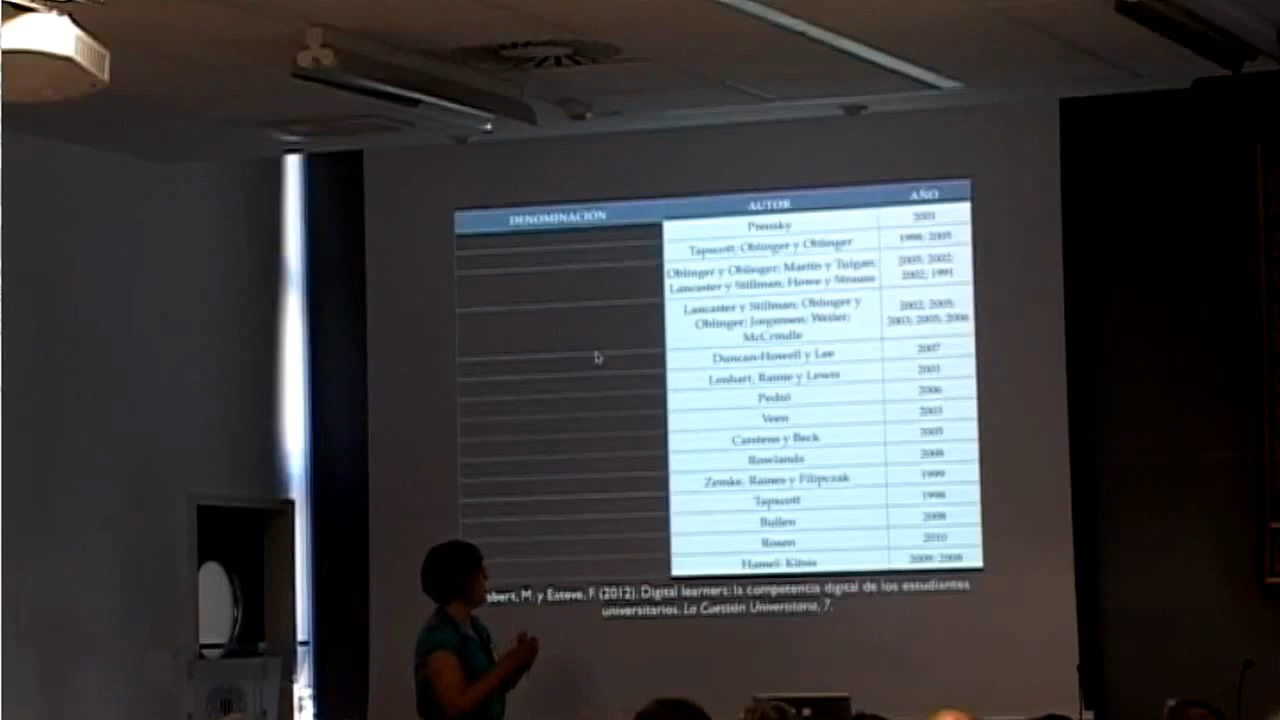 DENOMINACIÓN AUTOR AÑO
Prensky 2001
Tapscott; Oblinger y Oblinger 1998; 2005
Oblinger y Oblinger; Martin y Tulgan; 2005; 2002;
Lancaster y Stillman; Howe y Strauss 2002; 1991
Lancaster y Stillman; Oblinger y 2002; 2005;
Oblinger; Jorgensen; Weiler; 2003; 2005; 2006
McCrindle
Duncan-Howell y Lee 2007
Lenhart, Rainie y Lewis 2001
Pedró 2006
Veen 2003
Carstens y Beck 2005
Rowlands 2008
Zemke, Raines y Filipczak 1999
Tapscott 1998
Bullen 2008
Rosen 2010
2009; 2008
M. y Esteve, F. (2012). Digital learners: la competencia digital de los estudiantes
universitarios. La Cuestión Universitaria, 7.